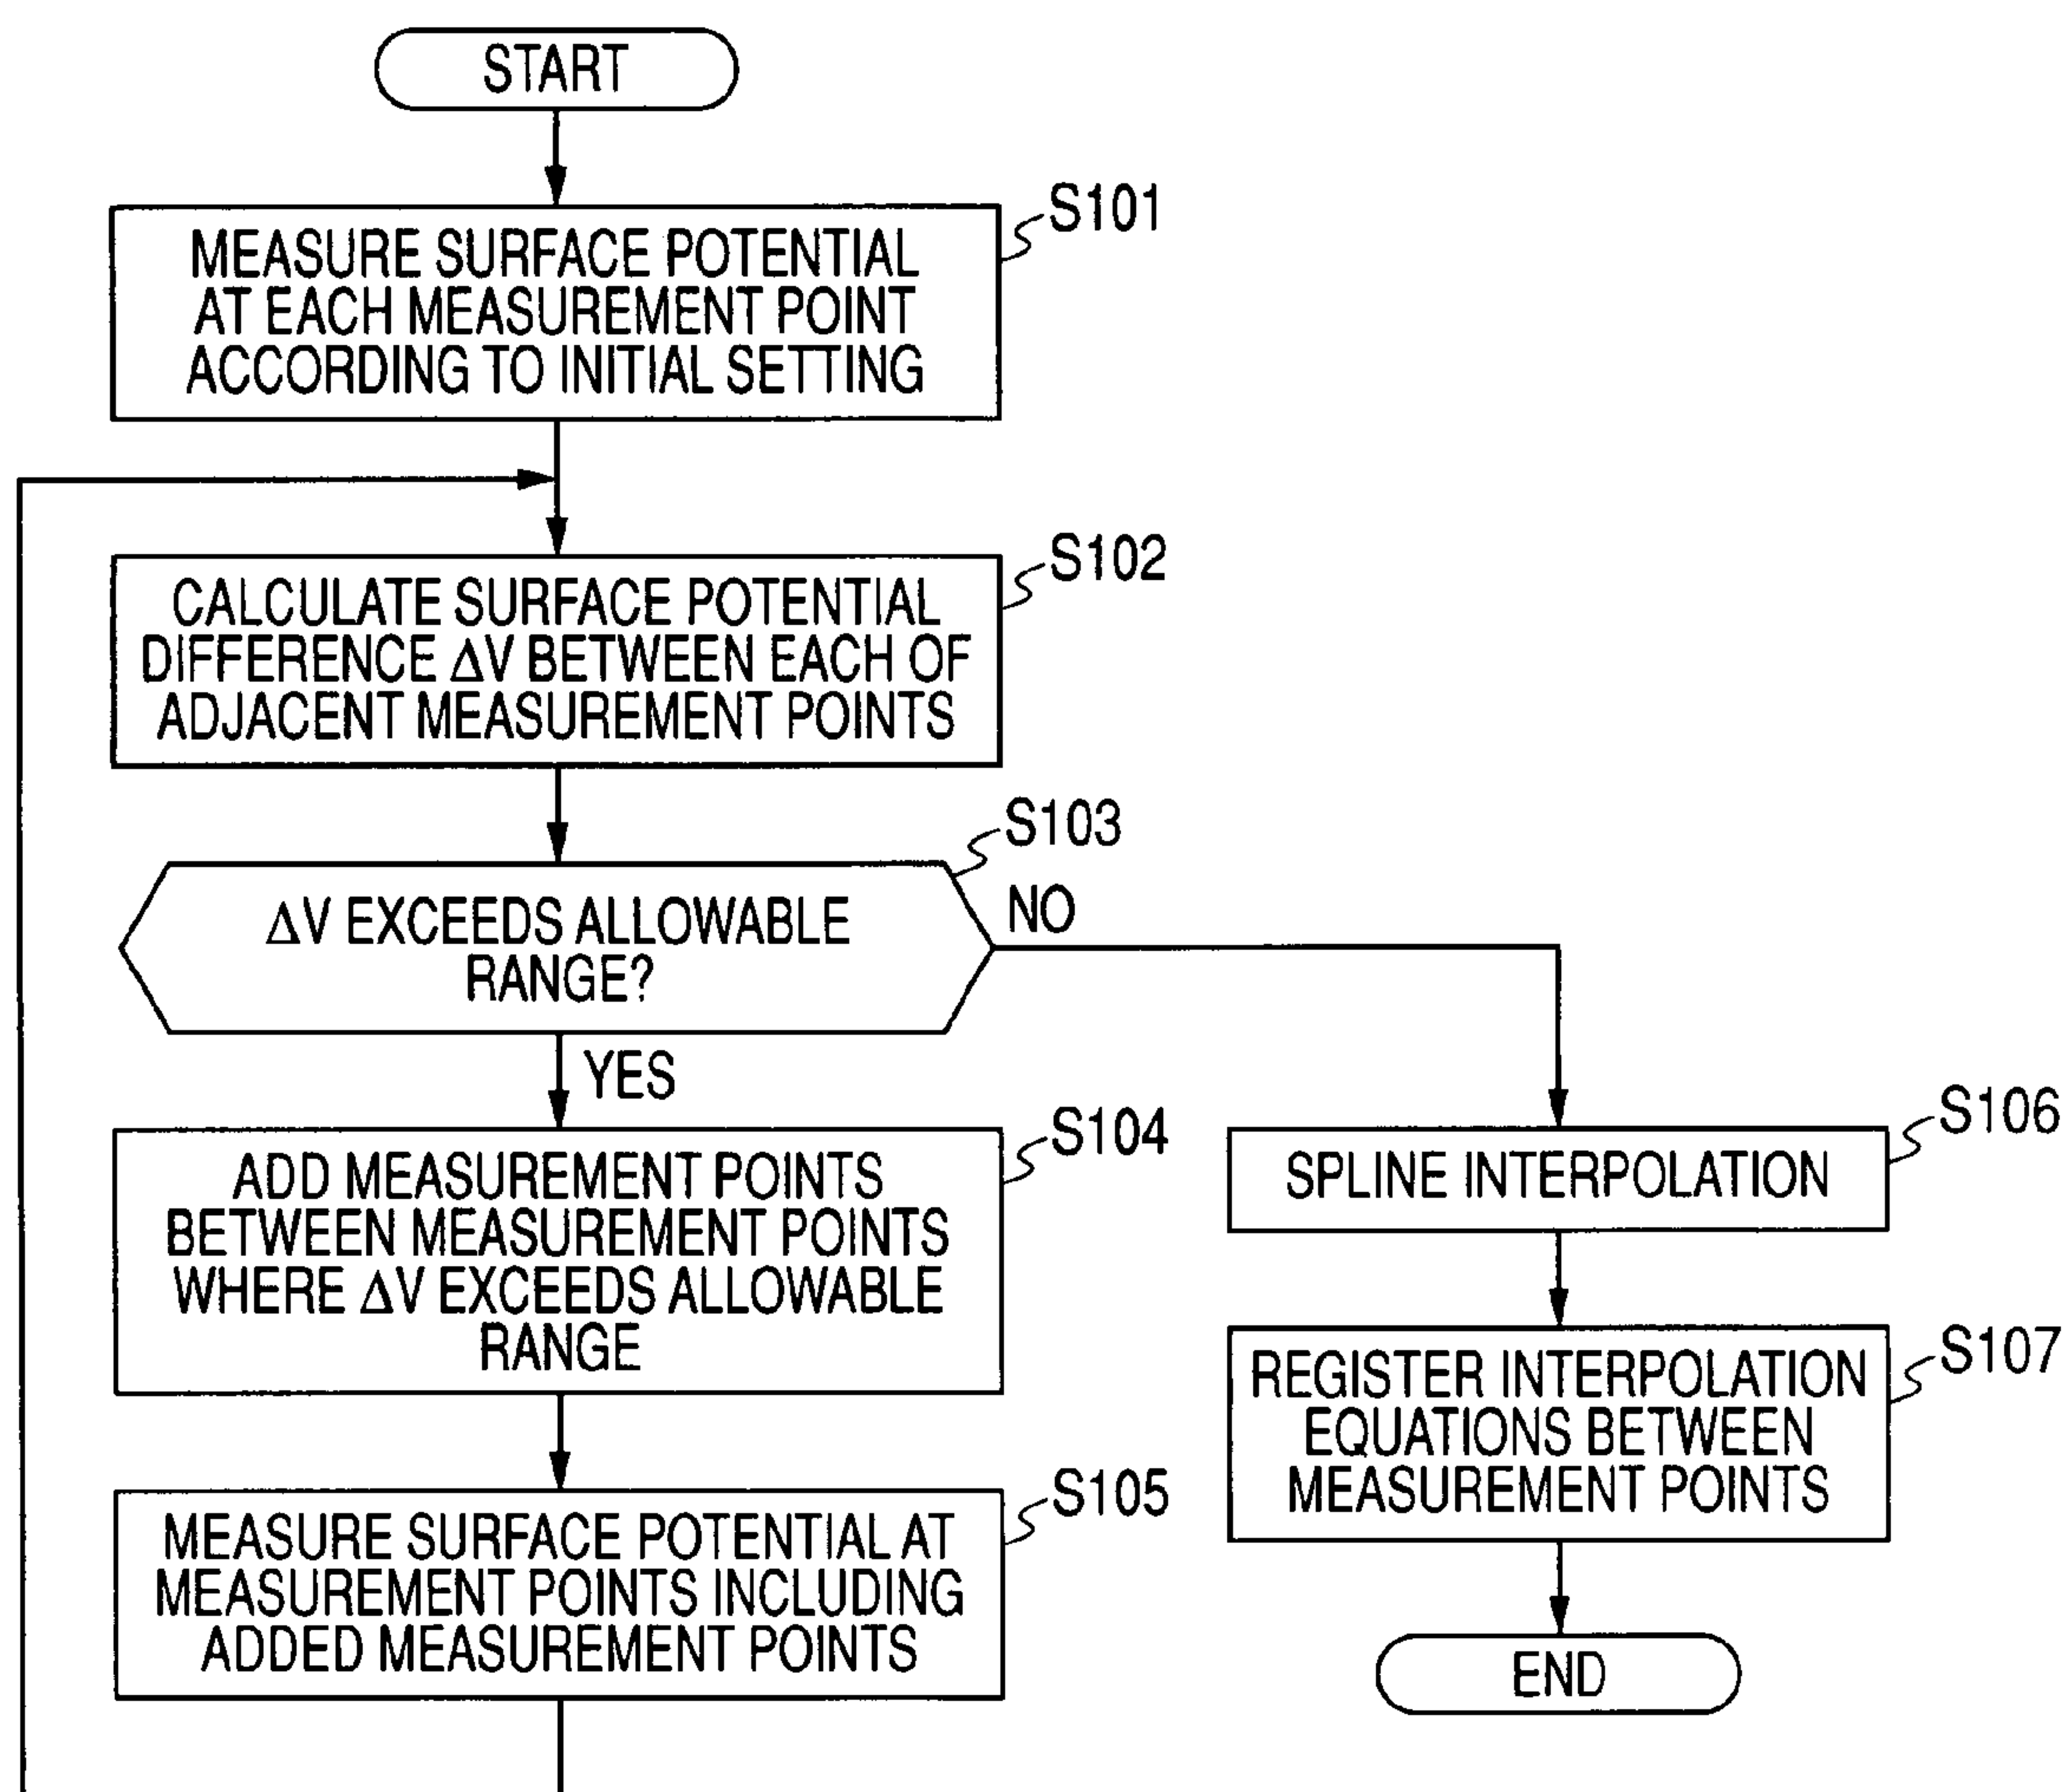 START
S101
MEASURE SURFACE POTENTIAL
AT EACH MEASUREMENT POINT
ACCORDING TO INITIAL SETTING
S102
CALCULATE SURFACE POTENTIAL
DIFFERENCE ΔV BETWEEN EACH OF
ADJACENT MEASUREMENT POINTS
S103
ΔV EXCEEDS ALLOWABLE
RANGE?
NO
YES
S104
ADD MEASUREMENT POINTS
BETWEEN MEASUREMENT POINTS
WHERE ΔV EXCEEDS ALLOWABLE
RANGE
S105
MEASURE SURFACE POTENTIAL AT
MEASUREMENT POINTS INCLUDING
ADDED MEASUREMENT POINTS
S106
SPLINE INTERPOLATION
S107
REGISTER INTERPOLATION
EQUATIONS BETWEEN
MEASUREMENT POINTS
END